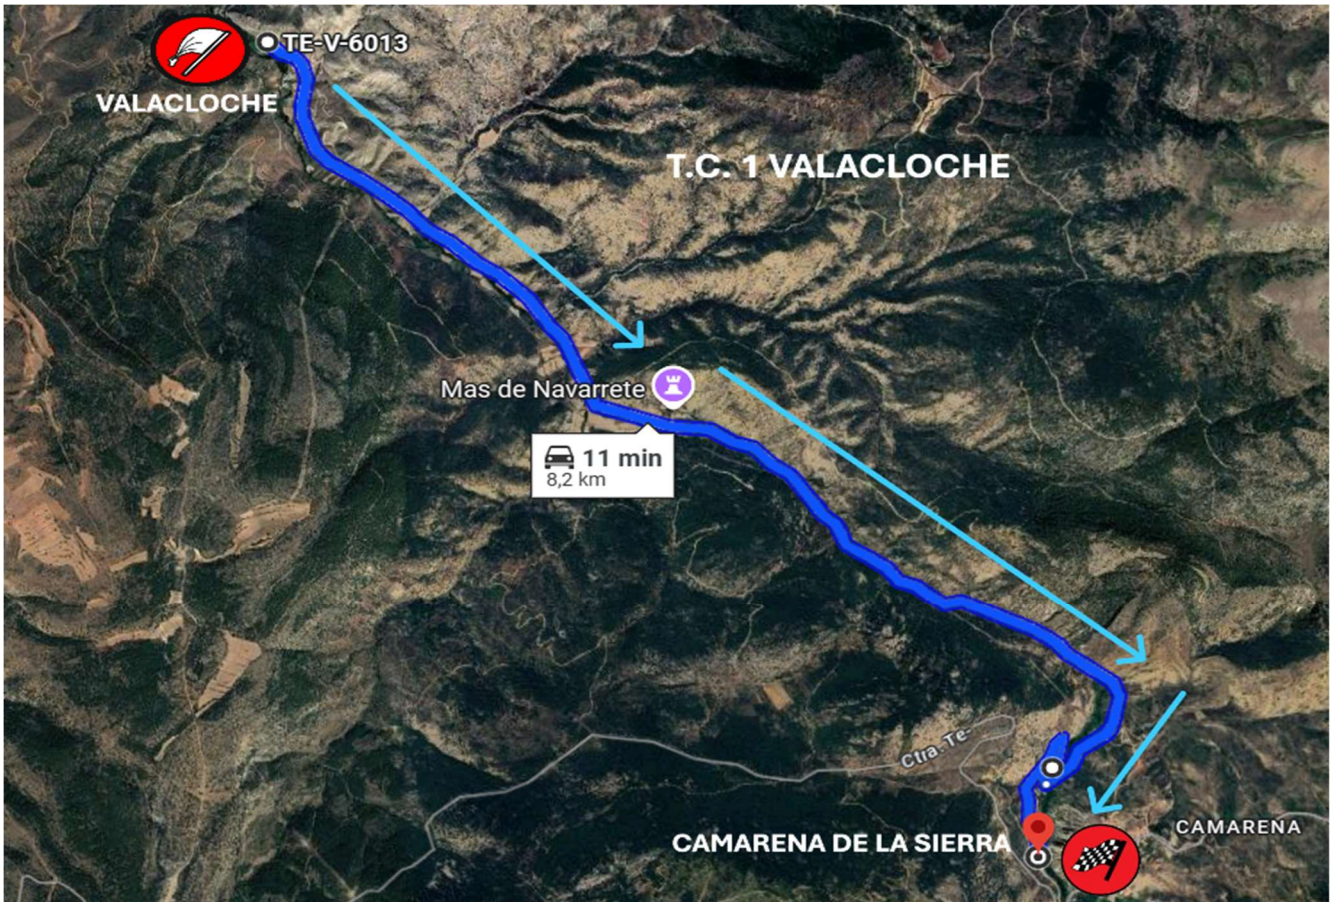 TE-V-6013
VALACLOCHE
T.C. 1 VALACLOCHE
Mas de Navarrete
11 min
8,2 km
Ctra. Te-
CAMARENA DE LA SIERRA
CAMARENA